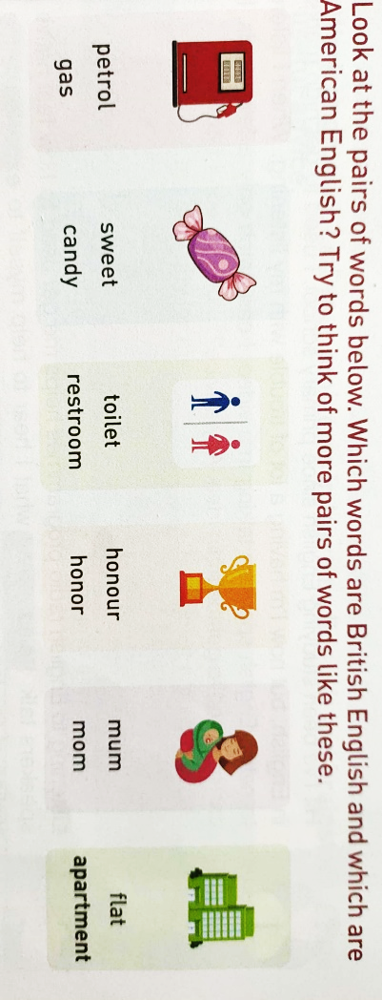 Look at the pairs of words below. Which words are British English and which are
American English? Try to think of more pairs of words like these.
petrol
gas
sweet
candy
toilet
restroom
honour
honor
mum
mom
flat
apartment